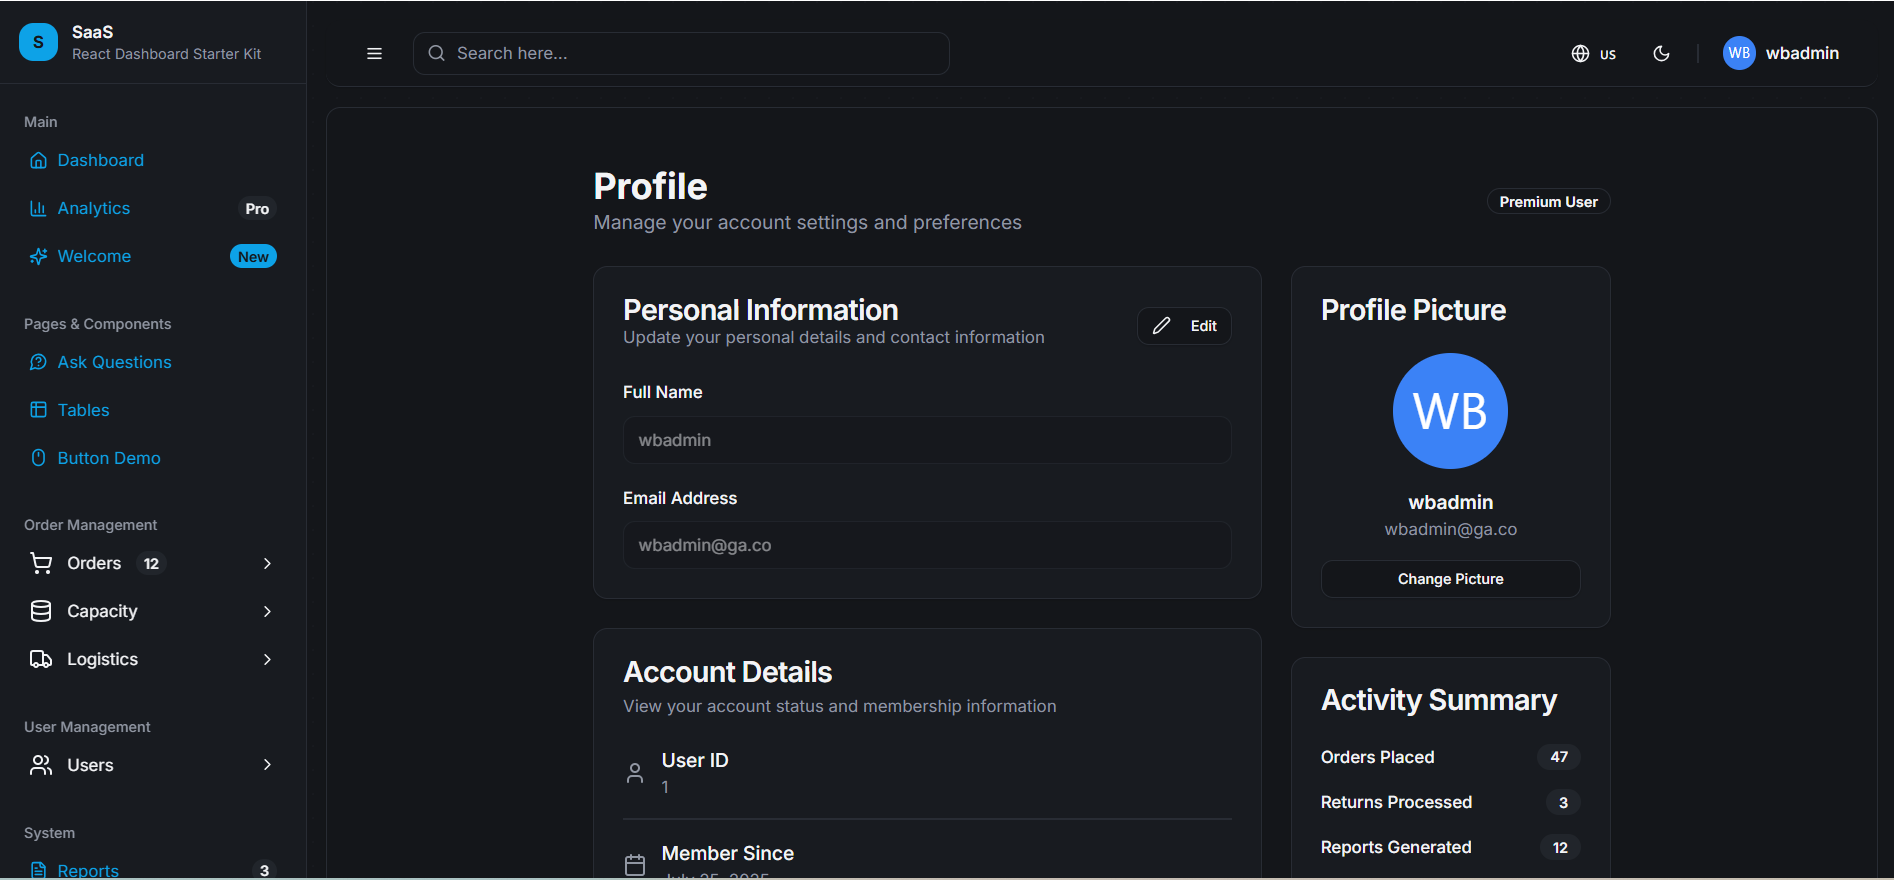 S
SaaS
React Dashboard Starter Kit
Search here...
US
WB
wbadmin
Main
Dashboard
Analytics
Pro
Welcome
New
Pages & Components
Ask Questions
Tables
Button Demo
Order Management
Orders
12
Capacity
Logistics
User Management
Users
System
Reports
3
Profile
Manage your account settings and preferences
Premium User
Personal Information
Update your personal details and contact information
Edit
Full Name
wbadmin
Email Address
wbadmin@ga.co
Account Details
View your account status and membership information
User ID
1
Member Since
July 25, 2025
Profile Picture
WB
wbadmin
wbadmin@ga.co
Change Picture
Activity Summary
Orders Placed
47
Returns Processed
3
Reports Generated
12